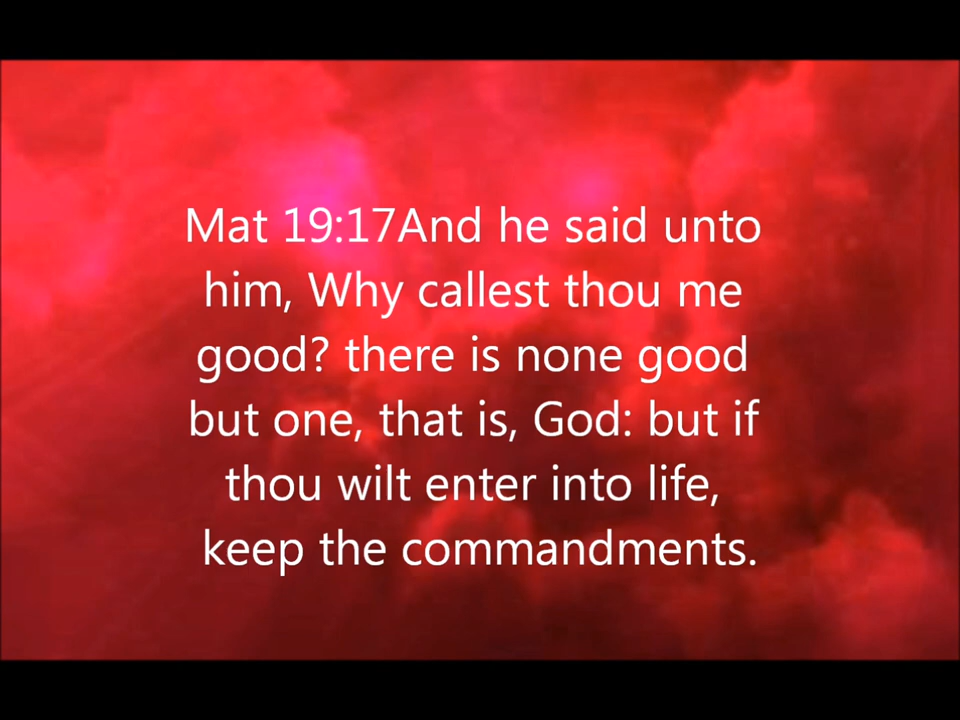 Mat 19:17And he said unto
him, Why callest thou me
good? there is none good
but one, that is, God: but if
thou wilt enter into life,
keep the commandments.